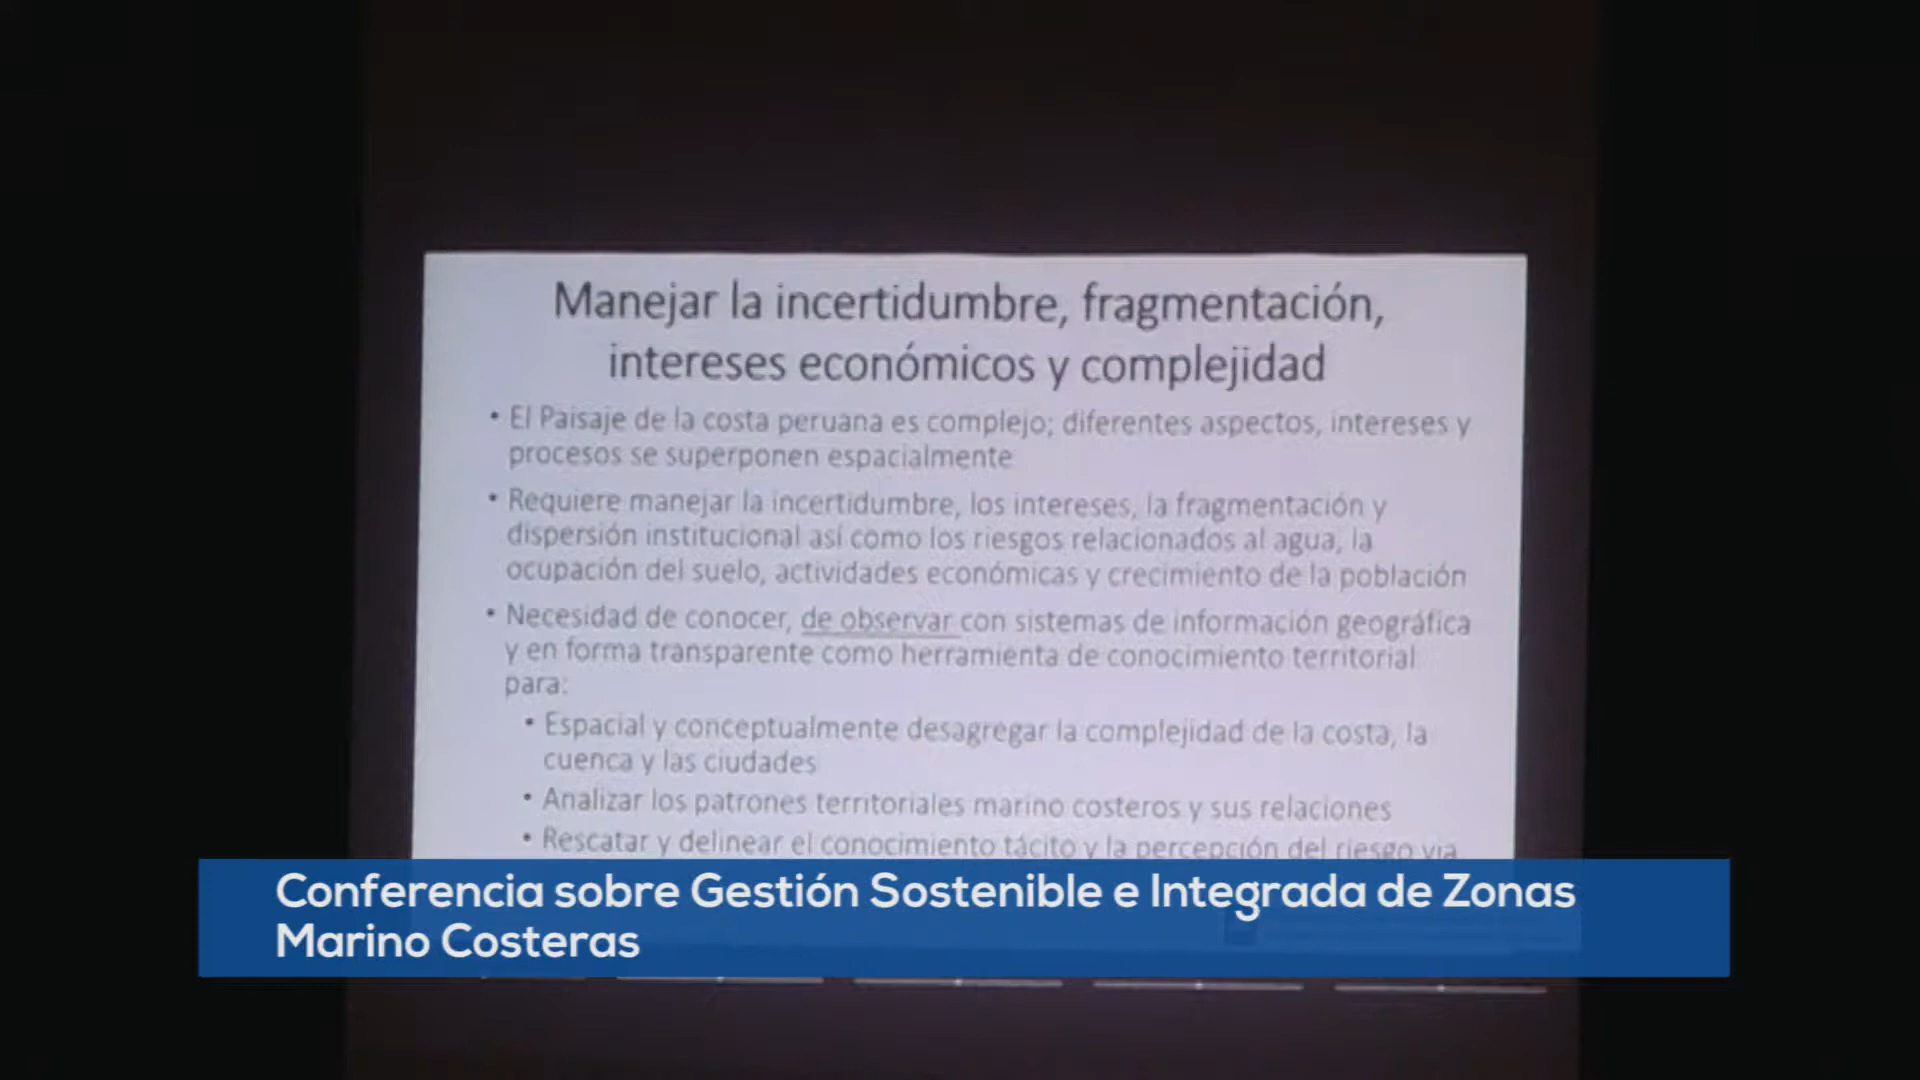 Manejar la incertidumbre, fragmentación,
intereses económicos y complejidad
• El Paisaje de la costa peruana es complejo; diferentes aspectos, intereses y
procesos se superponen espacialmente
• Requiere manejar la incertidumbre, los intereses, la fragmentación y
dispersión institucional así como los riesgos relacionados al agua, la
ocupación del suelo, actividades económicas y crecimiento de la población
• Necesidad de conocer, de observar con sistemas de información geográfica
y en forma transparente como herramienta de conocimiento territorial
para:
• Espacial y conceptualmente desagregar la complejidad de la costa, la
cuenca y las ciudades
• Analizar los patrones territoriales marino costeros y sus relaciones
• Rescatar y delinear el conocimiento tácito y la percepción del riesgo via
Conferencia sobre Gestión Sostenible e Integrada de Zonas
Marino Costeras